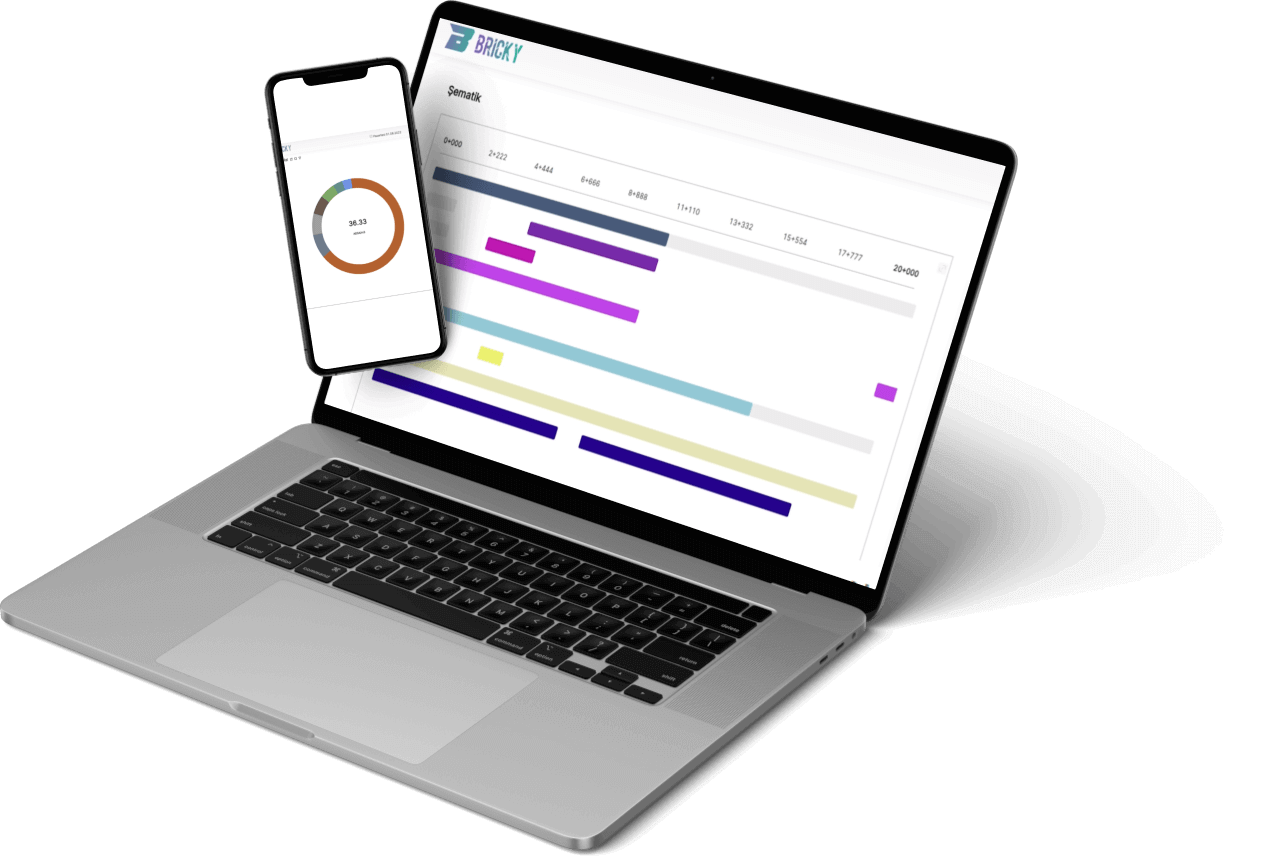 BRICKY
Şematik
0+000 2+222 4+444 6+666 8+888 11+110 13+332 15+554 17+777 20+000
CKY
36.33
esc
tab
caps lock
shift
fn control option command
Q W E R T Y U I O P
A S D F G H J K L
Z X C V B N M
command option
delete
return
shift